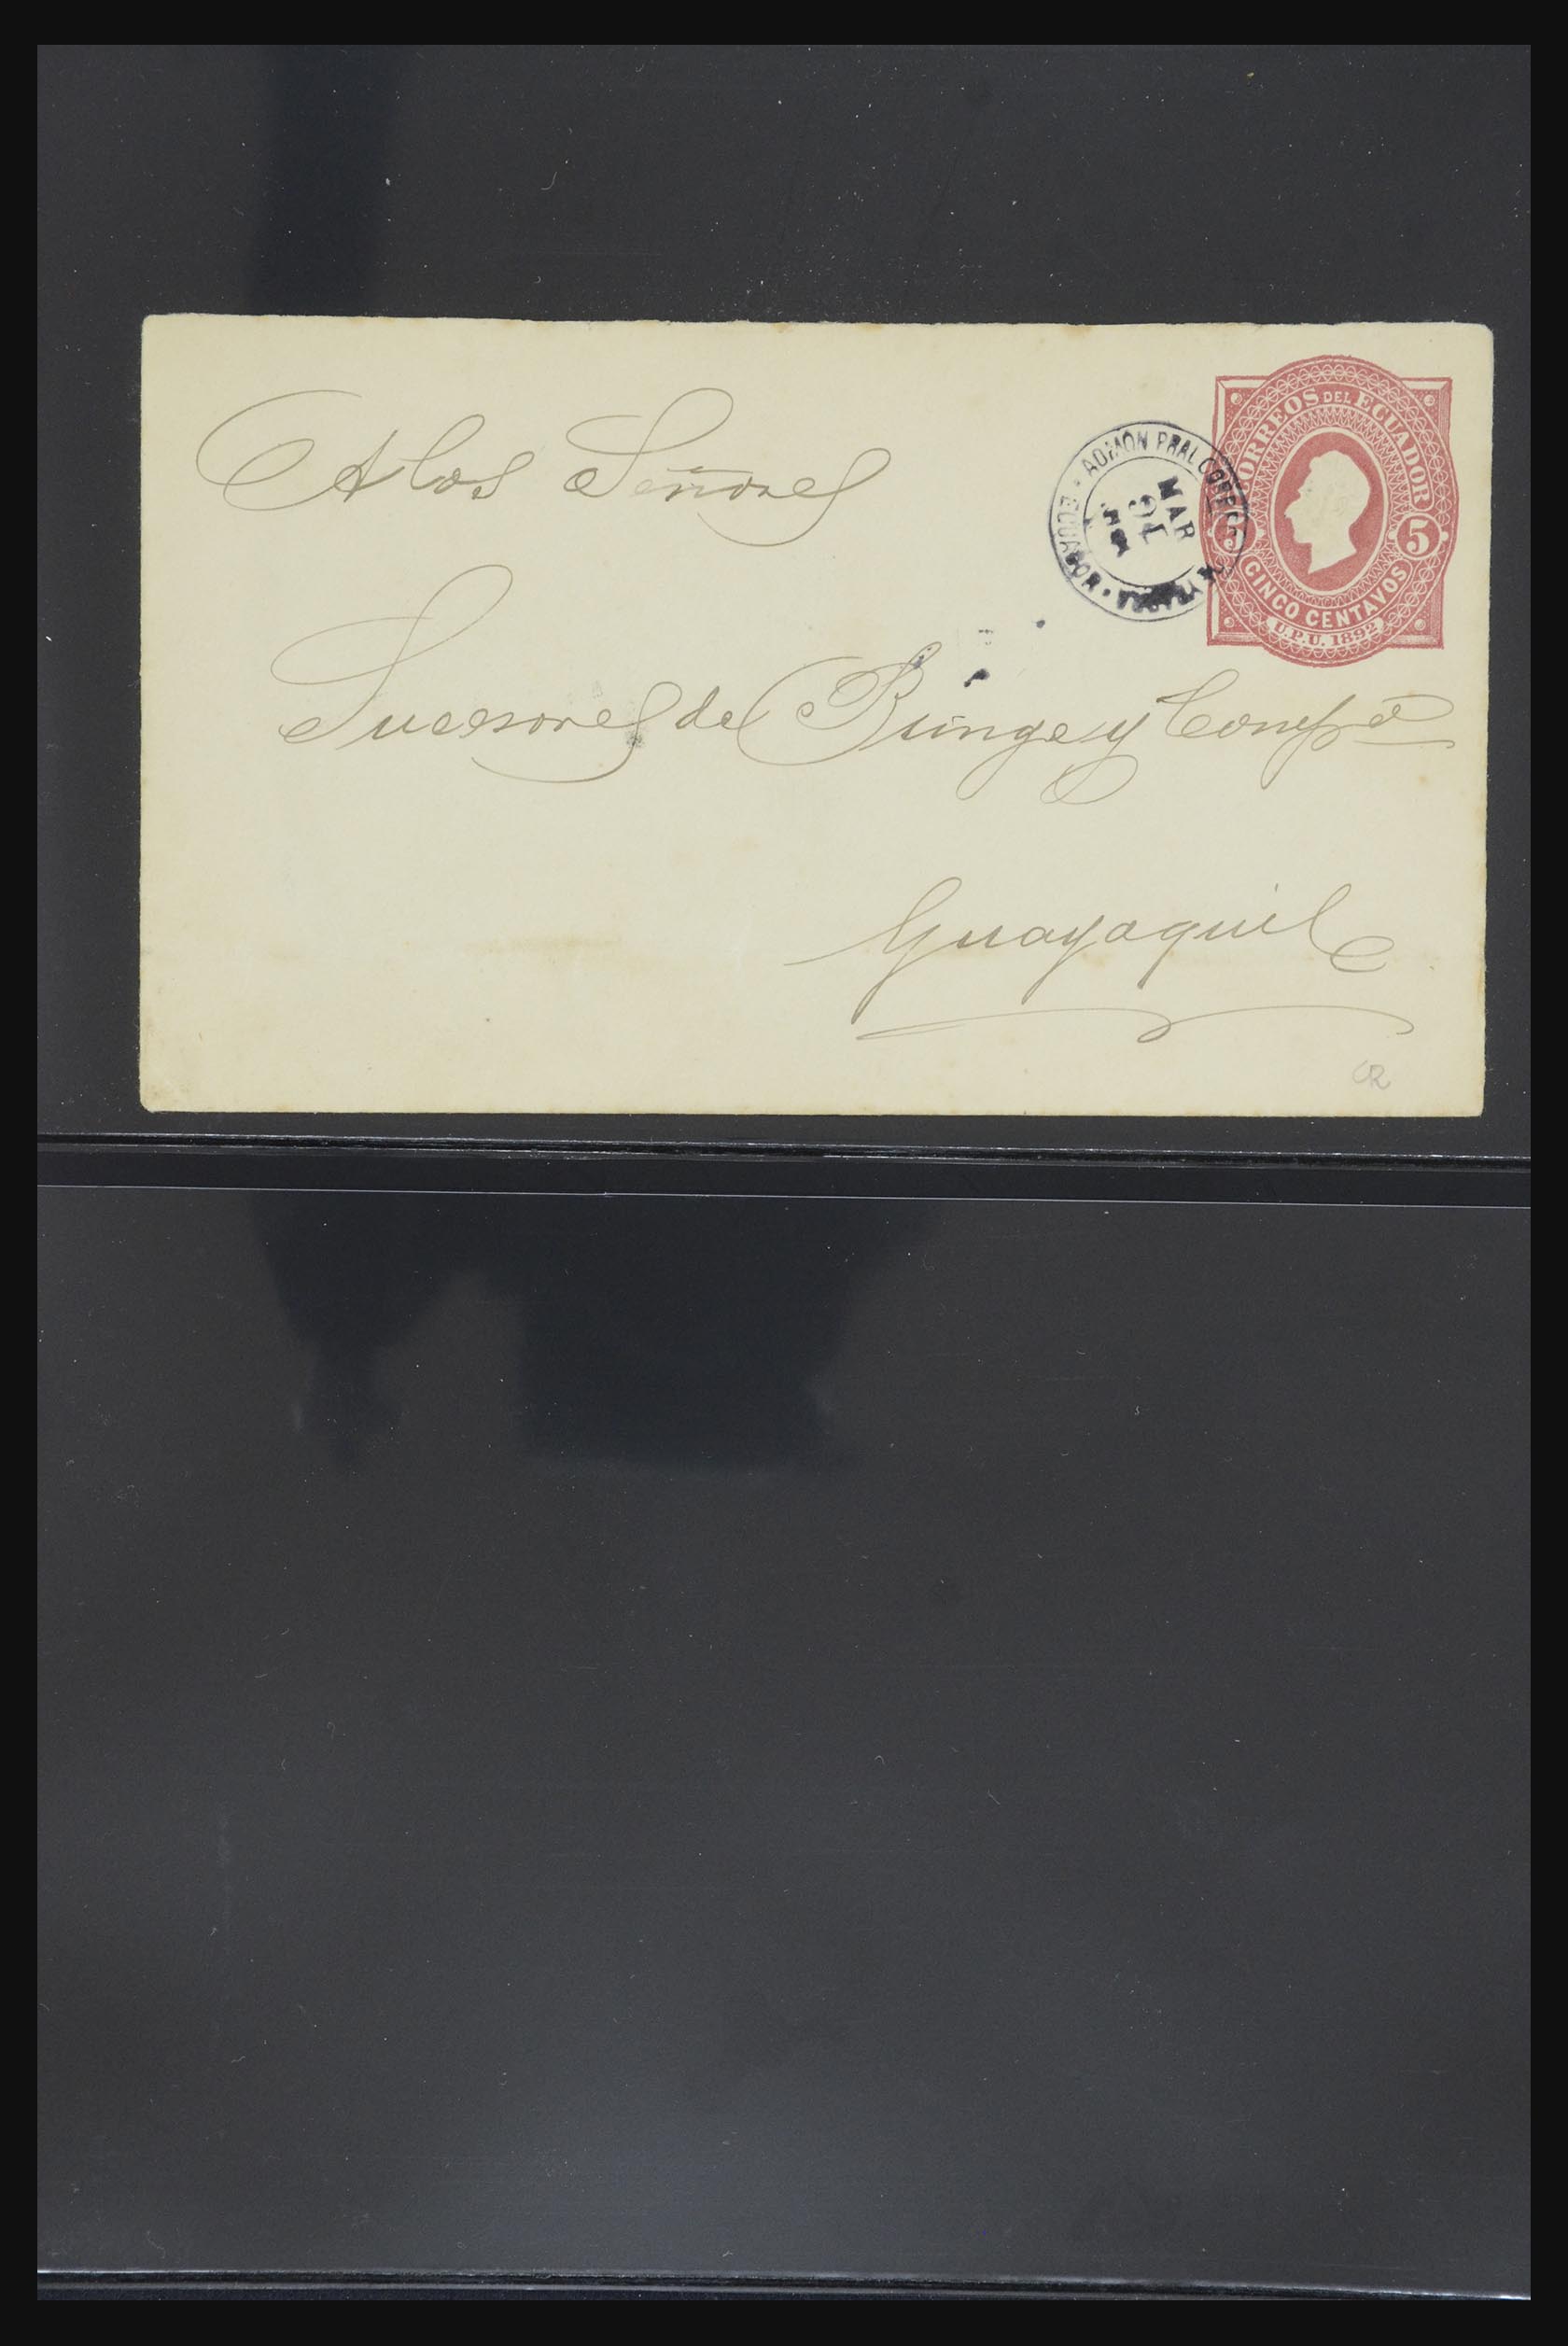 A los Señores
Sucesores de Bunge y Compª
Guayaquil
CORREOS DEL ECUADOR
5 5
CINCO CENTAVOS
U.P.U. 1892
ADMON PRAL CORREOS
ECUADOR
MAR